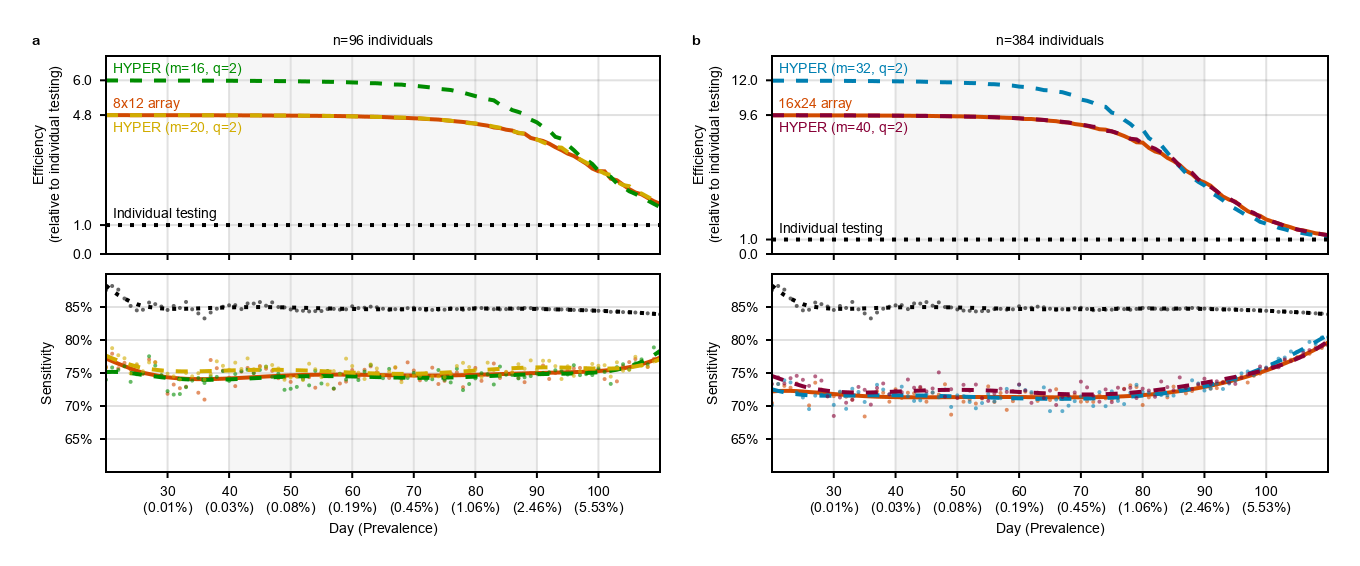 a
n=96 individuals
Efficiency
(relative to individual testing)
6.0
4.8
1.0
0.0
HYPER (m=16, q=2)
8x12 array
HYPER (m=20, q=2)
Individual testing
Sensitivity
85%
80%
75%
70%
65%
30 40 50 60 70 80 90 100
(0.01%) (0.03%) (0.08%) (0.19%) (0.45%) (1.06%) (2.46%) (5.53%)
Day (Prevalence)
b
n=384 individuals
Efficiency
(relative to individual testing)
12.0
9.6
1.0
0.0
HYPER (m=32, q=2)
16x24 array
HYPER (m=40, q=2)
Individual testing
Sensitivity
85%
80%
75%
70%
65%
30 40 50 60 70 80 90 100
(0.01%) (0.03%) (0.08%) (0.19%) (0.45%) (1.06%) (2.46%) (5.53%)
Day (Prevalence)